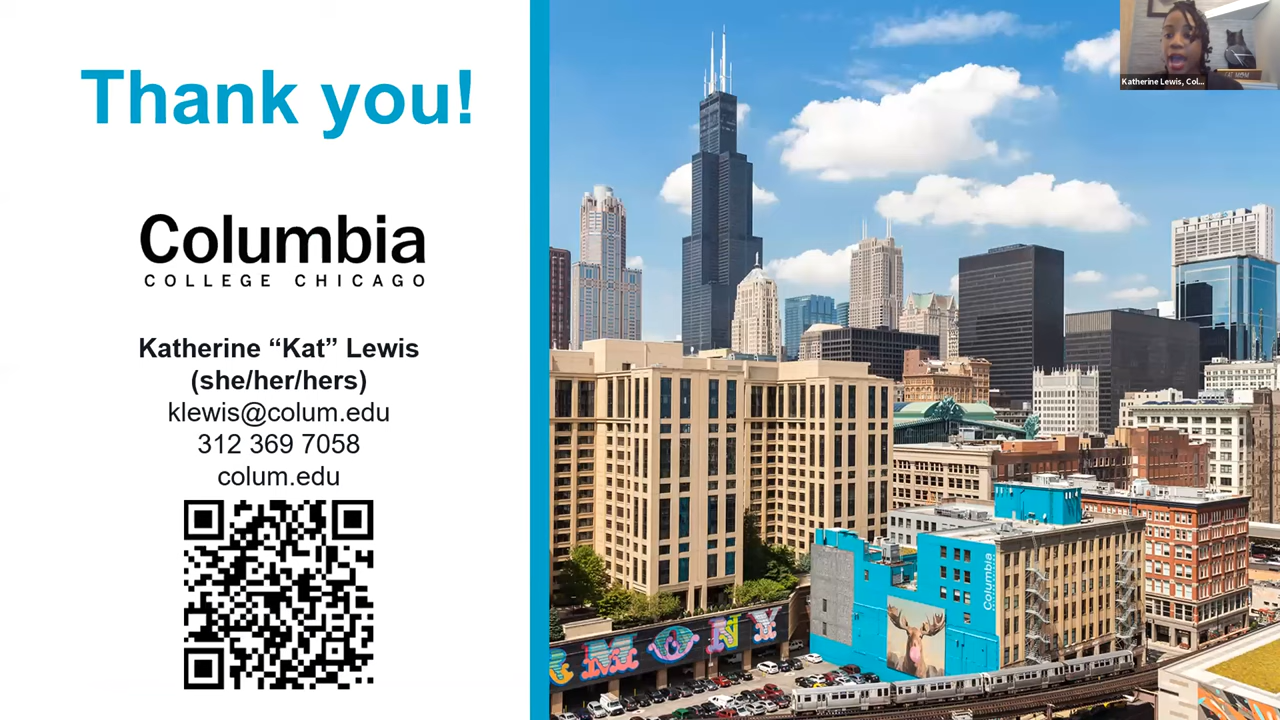 Thank you!
Columbia
COLLEGE CHICAGO
Katherine “Kat” Lewis
(she/her/hers)
klewis@colum.edu
312 369 7058
colum.edu
Katherine Lewis, Col...
Columbia